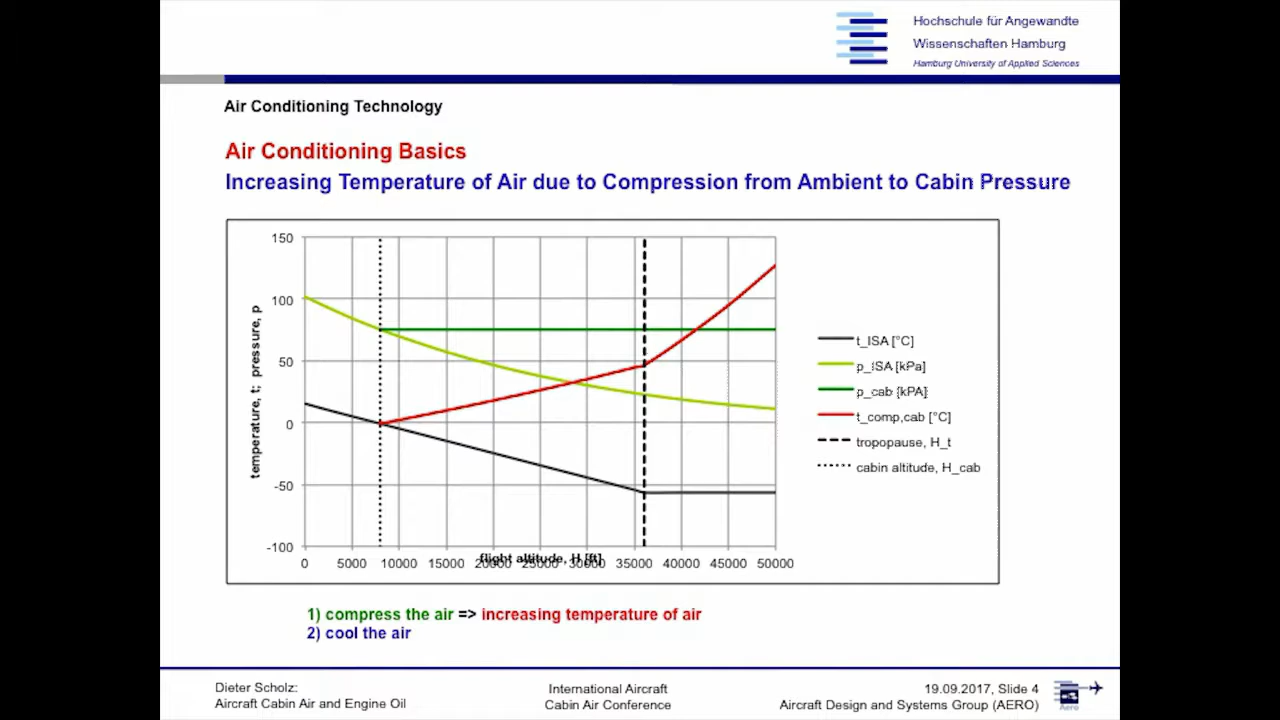 Hochschule für Angewandte
Wissenschaften Hamburg
Hamburg University of Applied Sciences
Air Conditioning Technology
Air Conditioning Basics
Increasing Temperature of Air due to Compression from Ambient to Cabin Pressure
150
100
50
0
-50
-100
temperature, t; pressure, p
flight altitude, H [ft]
0 5000 10000 15000 20000 25000 30000 35000 40000 45000 50000
t_ISA [°C]
p_ISA [kPa]
p_cab [kPA]
t_comp,cab [°C]
tropopause, H_t
cabin altitude, H_cab
1) compress the air => increasing temperature of air
2) cool the air
Dieter Scholz:
Aircraft Cabin Air and Engine Oil
International Aircraft
Cabin Air Conference
19.09.2017, Slide 4
Aircraft Design and Systems Group (AERO)
Aero